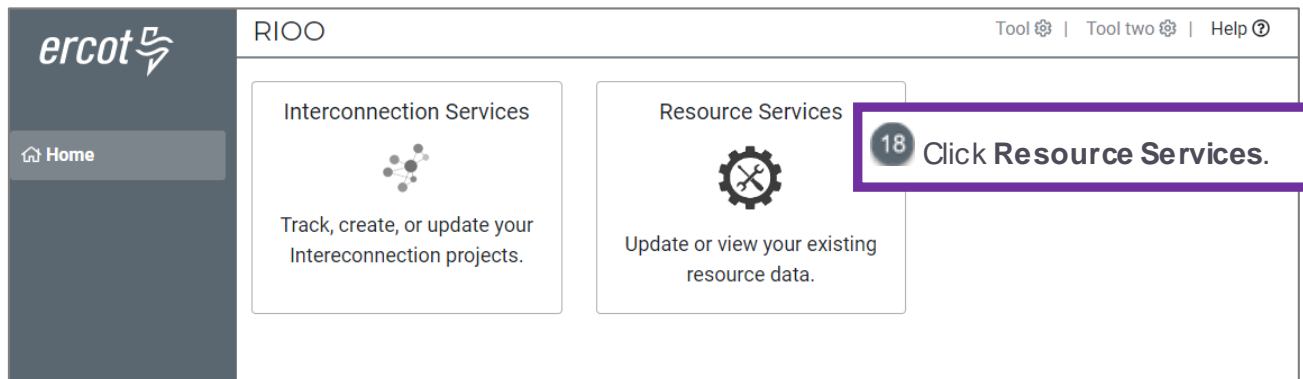 ercot
RIOO
Tool | Tool two | Help
Home
Interconnection Services
Track, create, or update your
Intereconnection projects.
Resource Services
Update or view your existing
resource data.
18 Click Resource Services.